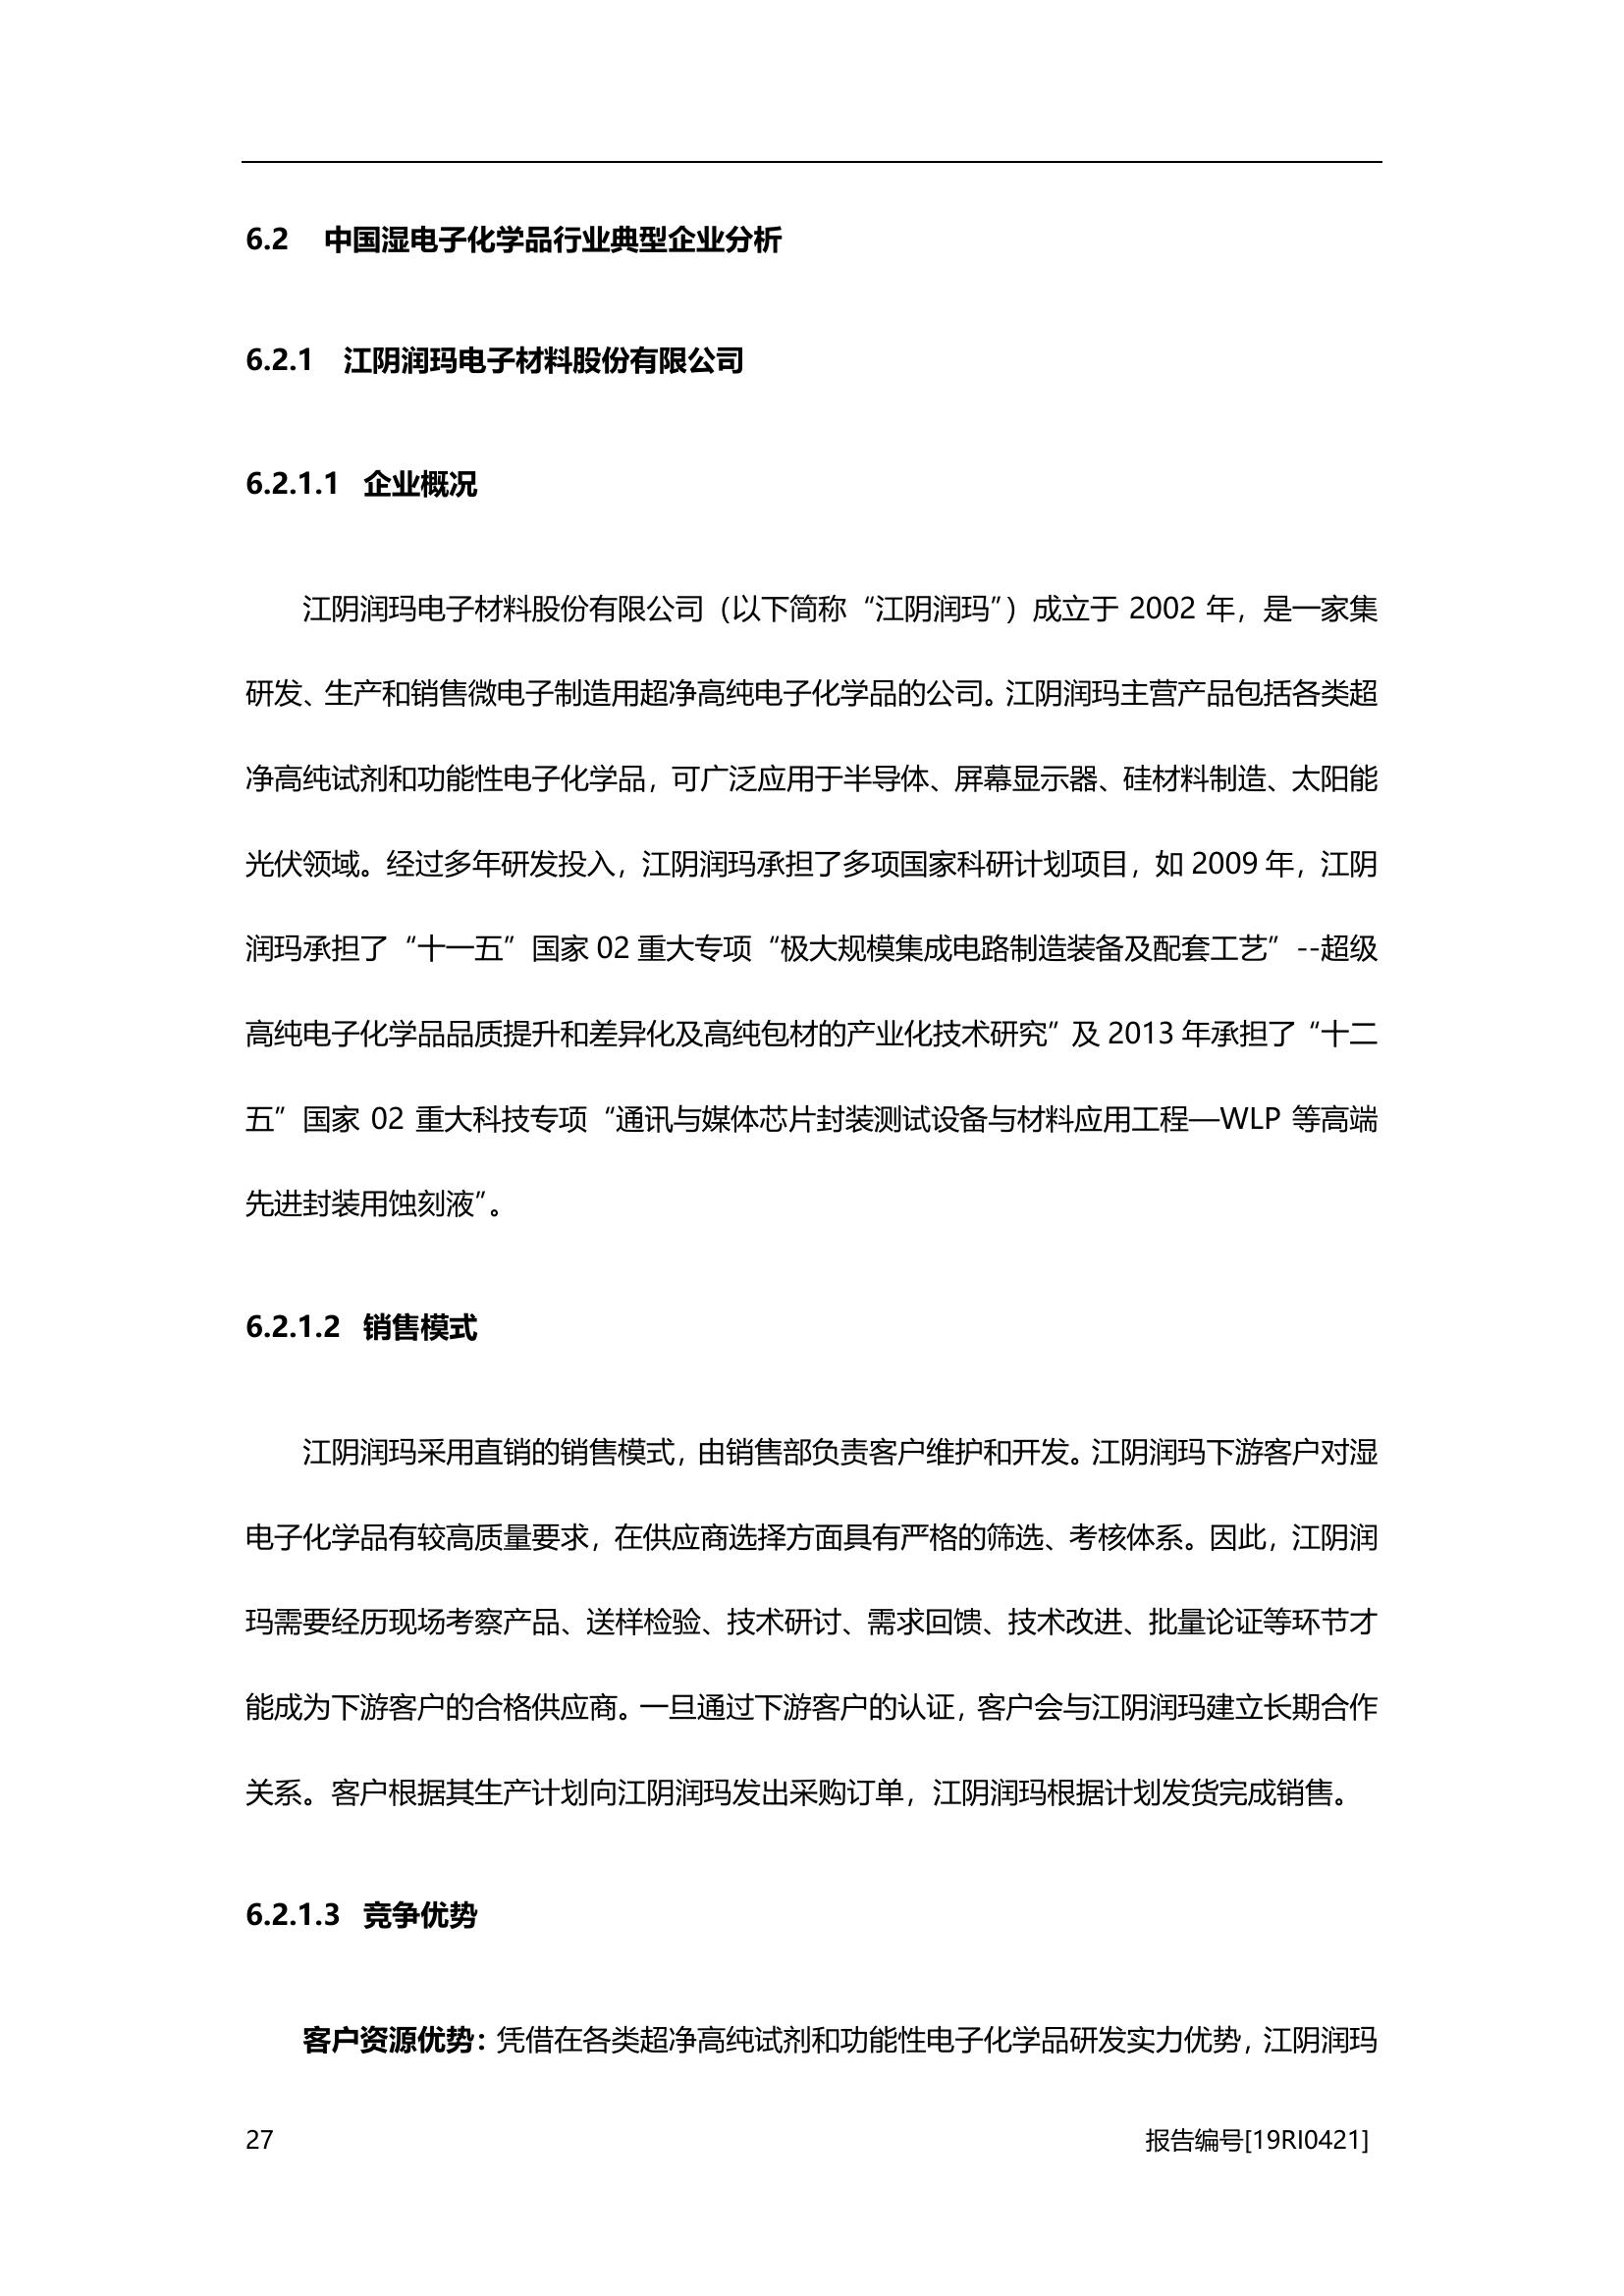 6.2 中国湿电子化学品行业典型企业分析
6.2.1 江阴润玛电子材料股份有限公司
6.2.1.1 企业概况
江阴润玛电子材料股份有限公司（以下简称“江阴润玛”）成立于 2002 年，是一家集
研发、生产和销售微电子制造用超净高纯电子化学品的公司。江阴润玛主营产品包括各类超
净高纯试剂和功能性电子化学品，可广泛应用于半导体、屏幕显示器、硅材料制造、太阳能
光伏领域。经过多年研发投入，江阴润玛承担了多项国家科研计划项目，如 2009 年，江阴
润玛承担了“十一五”国家 02 重大专项“极大规模集成电路制造装备及配套工艺”--超级
高纯电子化学品品质提升和差异化及高纯包材的产业化技术研究”及 2013 年承担了“十二
五”国家 02 重大科技专项“通讯与媒体芯片封装测试设备与材料应用工程—WLP 等高端
先进封装用蚀刻液”。
6.2.1.2 销售模式
江阴润玛采用直销的销售模式，由销售部负责客户维护和开发。江阴润玛下游客户对湿
电子化学品有较高质量要求，在供应商选择方面具有严格的筛选、考核体系。因此，江阴润
玛需要经历现场考察产品、送样检验、技术研讨、需求回馈、技术改进、批量论证等环节才
能成为下游客户的合格供应商。一旦通过下游客户的认证，客户会与江阴润玛建立长期合作
关系。客户根据其生产计划向江阴润玛发出采购订单，江阴润玛根据计划发货完成销售。
6.2.1.3 竞争优势
客户资源优势：凭借在各类超净高纯试剂和功能性电子化学品研发实力优势，江阴润玛
27 报告编号[19RI0421]